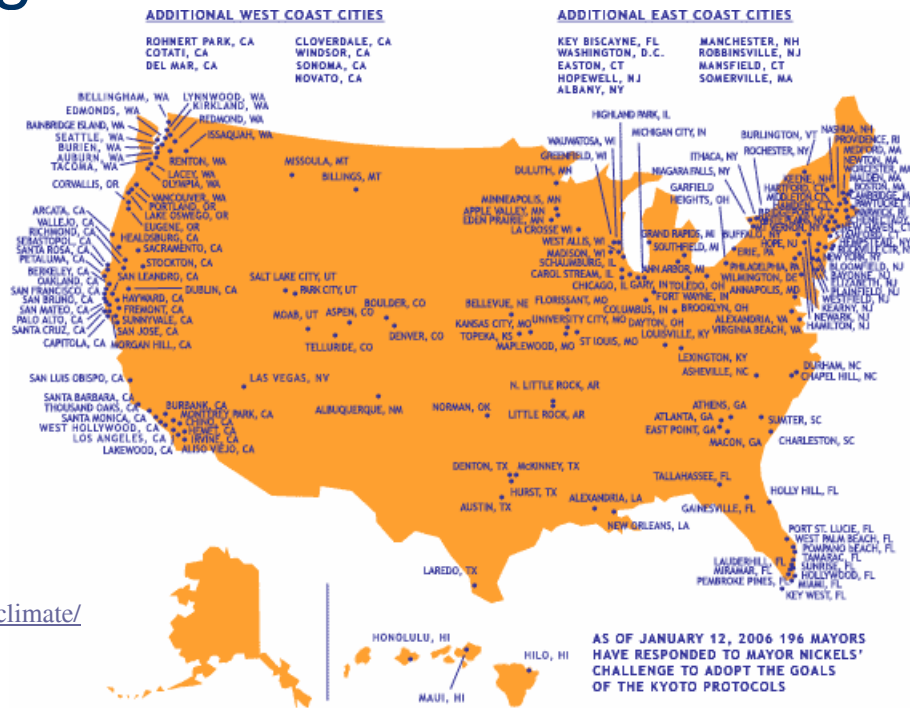 ADDITIONAL WEST COAST CITIES
ROHNERT PARK, CA
COTATI, CA
DEL MAR, CA
CLOVERDALE, CA
WINDSOR, CA
SONOMA, CA
NOVATO, CA
ADDITIONAL EAST COAST CITIES
KEY BISCAYNE, FL
WASHINGTON, D.C.
EASTON, CT
HOPEWELL, NJ
ALBANY, NY
MANCHESTER, NH
ROBBINSVILLE, NJ
MANSFIELD, CT
SOMERVILLE, MA
BELLINGHAM, WA
EDMONDS, WA
BAINBRIDGE ISLAND, WA
SEATTLE, WA
BURIEN, WA
AUBURN, WA
TACOMA, WA
LYNNWOOD, WA
KIRKLAND, WA
REDMOND, WA
ISSAQUAH, WA
RENTON, WA
LACEY, WA
OLYMPIA, WA
CORVALLIS, OR
VANCOUVER, WA
PORTLAND, OR
LAKE OSWEGO, OR
EUGENE, OR
ARCATA, CA
VALLEJO, CA
RICHMOND, CA
SEBASTOPOL, CA
SANTA ROSA, CA
PETALUMA, CA
BERKELEY, CA
OAKLAND, CA
SAN FRANCISCO, CA
SAN BRUNO, CA
SAN MATEO, CA
PALO ALTO, CA
SANTA CRUZ, CA
CAPITOLA, CA
HEALDSBURG, CA
SACRAMENTO, CA
STOCKTON, CA
SAN LEANDRO, CA
DUBLIN, CA
HAYWARD, CA
FREMONT, CA
SUNNYVALE, CA
SAN JOSE, CA
MORGAN HILL, CA
SAN LUIS OBISPO, CA
SANTA BARBARA, CA
THOUSAND OAKS, CA
SANTA MONICA, CA
WEST HOLLYWOOD, CA
LOS ANGELES, CA
LAKEWOOD, CA
BURBANK, CA
MONTEREY PARK, CA
CHINO, CA
HEMET, CA
IRVINE, CA
ALISO VIEJO, CA
MISSOULA, MT
BILLINGS, MT
SALT LAKE CITY, UT
PARK CITY, UT
MOAB, UT
ASPEN, CO
BOULDER, CO
DENVER, CO
TELLURIDE, CO
LAS VEGAS, NV
ALBUQUERQUE, NM
HIGHLAND PARK, IL
MICHIGAN CITY, IN
WAUWATOSA, WI
GREENFIELD, WI
DULUTH, MN
MINNEAPOLIS, MN
APPLE VALLEY, MN
EDEN PRAIRIE, MN
LA CROSSE, WI
WEST ALLIS, WI
MADISON, WI
SCHAUMBURG, IL
CAROL STREAM, IL
CHICAGO, IL
GARY, IN
TOLEDO, OH
FORT WAYNE, IN
GRAND RAPIDS, MI
SOUTHFIELD, MI
ANN ARBOR, MI
GARFIELD
HEIGHTS, OH
BELLEVUE, NE
FLORISSANT, MO
KANSAS CITY, MO
UNIVERSITY CITY, MO
TOPEKA, KS
MAPLEWOOD, MO
ST LOUIS, MO
COLUMBUS, IN
BROOKLYN, OH
DAYTON, OH
LOUISVILLE, KY
LEXINGTON, KY
ASHEVILLE, NC
DURHAM, NC
CHAPEL HILL, NC
N. LITTLE ROCK, AR
LITTLE ROCK, AR
NORMAN, OK
ATHENS, GA
ATLANTA, GA
EAST POINT, GA
MACON, GA
SUMTER, SC
CHARLESTON, SC
DENTON, TX
McKINNEY, TX
HURST, TX
AUSTIN, TX
ALEXANDRIA, LA
NEW ORLEANS, LA
LAREDO, TX
TALLAHASSEE, FL
GAINESVILLE, FL
HOLLY HILL, FL
PORT ST. LUCIE, FL
WEST PALM BEACH, FL
POMPANO BEACH, FL
TAMARAC, FL
SUNRISE, FL
HOLLYWOOD, FL
MIAMI, FL
KEY WEST, FL
LAUDERHILL, FL
MIRAMAR, FL
PEMBROKE PINES, FL
BURLINGTON, VT
ROCHESTER, NY
ITHACA, NY
NIAGARA FALLS, NY
BUFFALO, NY
ERIE, PA
NASHUA, NH
PROVIDENCE, RI
MEDFORD, MA
NEWTON, MA
WORCESTER, MA
MALDEN, MA
BOSTON, MA
KEENE, NH
HARTFORD, CT
HOPE, NJ
PHILADELPHIA, PA
WILMINGTON, DE
ANNAPOLIS, MD
ALEXANDRIA, VA
VIRGINIA BEACH, VA
NEW YORK, NY
BLOOMFIELD, NJ
BAYONNE, NJ
ELIZABETH, NJ
PLAINFIELD, NJ
WESTFIELD, NJ
KEARNY, NJ
NEWARK, NJ
HAMILTON, NJ
climate/
HONOLULU, HI
MAUI, HI
HILO, HI
AS OF JANUARY 12, 2006 196 MAYORS
HAVE RESPONDED TO MAYOR NICKELS'
CHALLENGE TO ADOPT THE GOALS
OF THE KYOTO PROTOCOLS